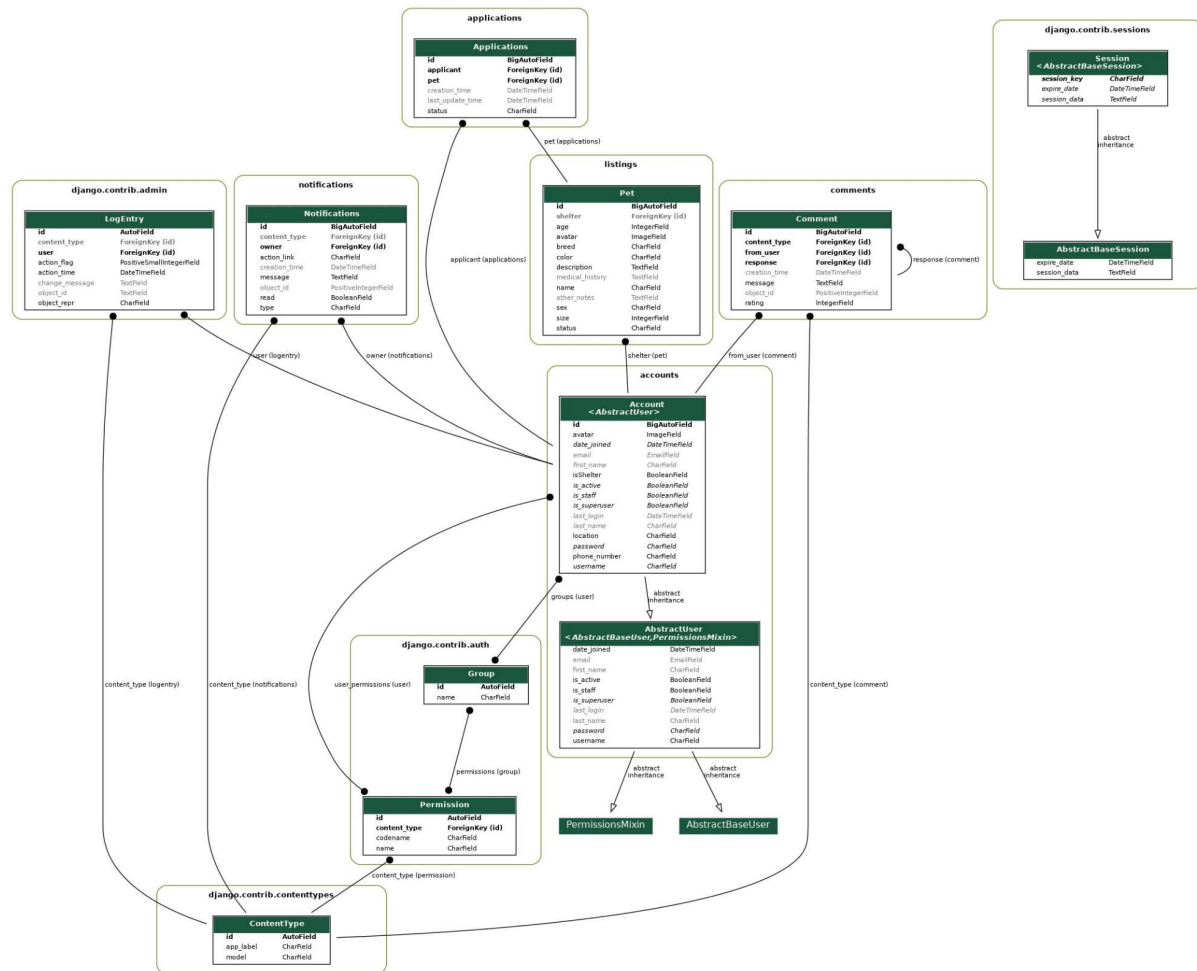 applications
Applications
id BigAutoField
applicant ForeignKey (id)
pet ForeignKey (id)
creation_time DateTimeField
last_update_time DateTimeField
status CharField
django.contrib.sessions
Session
<AbstractBaseSession>
session_key CharField
expire_date DateTimeField
session_data TextField
abstract
inheritance
AbstractBaseSession
expire_date DateTimeField
session_data TextField
pet (applications)
applicant (applications)
django.contrib.admin
LogEntry
id AutoField
content_type ForeignKey (id)
user ForeignKey (id)
action_flag PositiveSmallIntegerField
action_time DateTimeField
change_message TextField
object_id TextField
object_repr CharField
notifications
Notifications
id BigAutoField
content_type ForeignKey (id)
owner ForeignKey (id)
action_link CharField
creation_time DateTimeField
message TextField
object_id PositiveIntegerField
read BooleanField
type CharField
listings
Pet
id BigAutoField
shelter ForeignKey (id)
age IntegerField
avatar ImageField
breed CharField
color CharField
description TextField
medical_history TextField
name CharField
other_notes TextField
sex CharField
size IntegerField
status CharField
comments
Comment
id BigAutoField
content_type ForeignKey (id)
from_user ForeignKey (id)
response ForeignKey (id)
creation_time DateTimeField
message TextField
object_id PositiveIntegerField
rating IntegerField
response (comment)
user (logentry)
owner (notifications)
shelter (pet)
from_user (comment)
accounts
Account
<AbstractUser>
id BigAutoField
avatar ImageField
date_joined DateTimeField
email EmailField
first_name CharField
isShelter BooleanField
is_active BooleanField
is_staff BooleanField
is_superuser BooleanField
last_login DateTimeField
last_name CharField
location CharField
password CharField
phone_number CharField
username CharField
groups (user)
abstract
inheritance
AbstractUser
<AbstractBaseUser,PermissionsMixin>
date_joined DateTimeField
email EmailField
first_name CharField
is_active BooleanField
is_staff BooleanField
is_superuser BooleanField
last_login DateTimeField
last_name CharField
password CharField
username CharField
abstract
inheritance
abstract
inheritance
PermissionsMixin
AbstractBaseUser
django.contrib.auth
Group
id AutoField
name CharField
content_type (logentry)
content_type (notifications)
user_permissions (user)
content_type (comment)
permissions (group)
Permission
id AutoField
content_type ForeignKey (id)
codename CharField
name CharField
content_type (permission)
django.contrib.contenttypes
ContentType
id AutoField
app_label CharField
model CharField